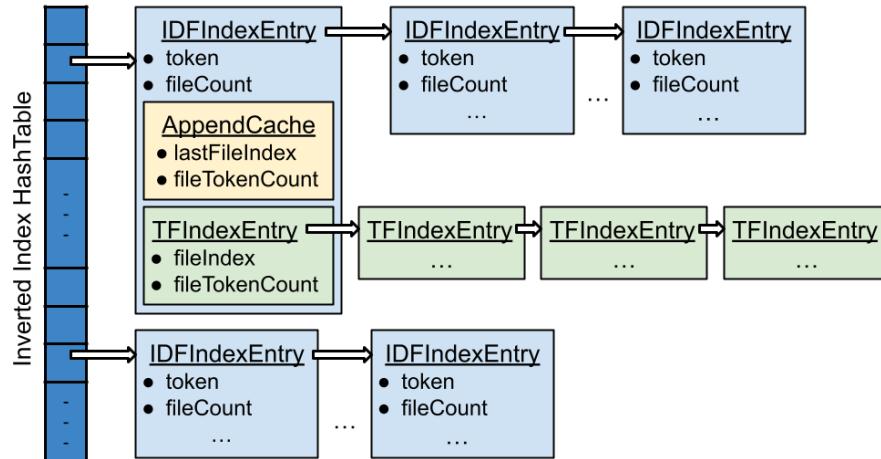 Inverted Index HashTable
IDFIndexEntry
● token
● fileCount
AppendCache
● lastFileIndex
● fileTokenCount
TFIndexEntry
● fileIndex
● fileTokenCount
IDFIndexEntry
● token
● fileCount
…
…
IDFIndexEntry
● token
● fileCount
…
TFIndexEntry
…
TFIndexEntry
…
TFIndexEntry
…
IDFIndexEntry
● token
● fileCount
…
…
IDFIndexEntry
● token
● fileCount
…